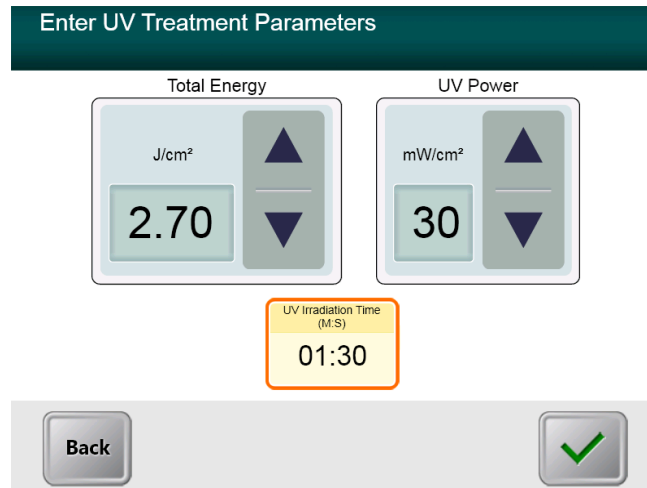 Enter UV Treatment Parameters
Total Energy
UV Power
J/cm²
mW/cm²
2.70
30
UV Irradiation Time
(M:S)
01:30
Back